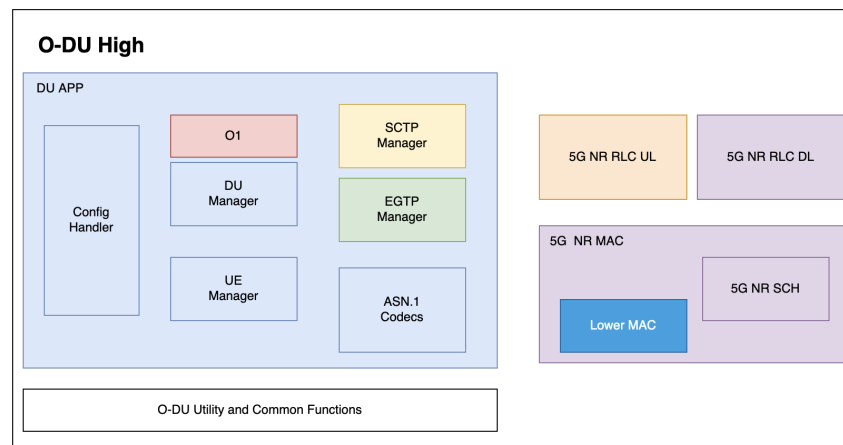 O-DU High
DU APP
Config
Handler
O1
DU
Manager
UE
Manager
SCTP
Manager
EGTP
Manager
ASN.1
Codecs
5G NR RLC UL
5G NR RLC DL
5G  NR MAC
5G NR SCH
Lower MAC
O-DU Utility and Common Functions